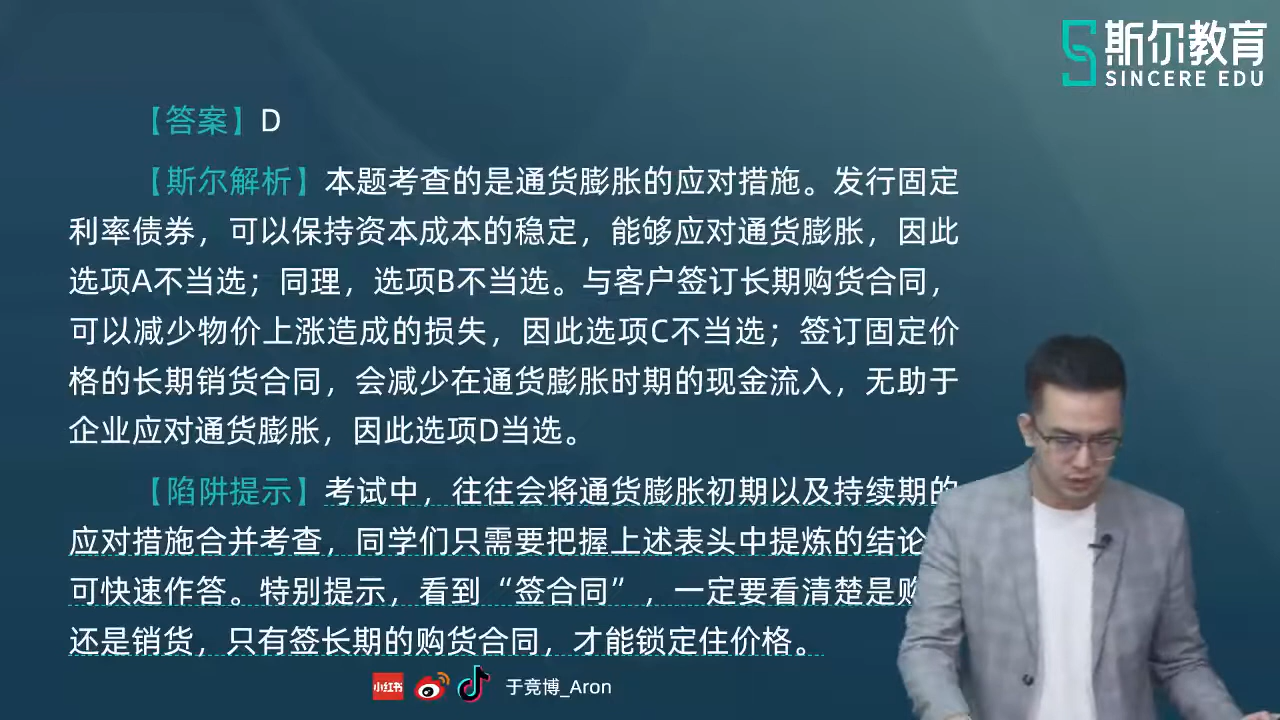 斯尔教育
SINCERE EDU
【答案】D
【斯尔解析】本题考查的是通货膨胀的应对措施。发行固定
利率债券，可以保持资本成本的稳定，能够应对通货膨胀，因此
选项A不当选；同理，选项B不当选。与客户签订长期购货合同，
可以减少物价上涨造成的损失，因此选项C不当选；签订固定价
格的长期销货合同，会减少在通货膨胀时期的现金流入，无助于
企业应对通货膨胀，因此选项D当选。
【陷阱提示】考试中，往往会将通货膨胀初期以及持续期的
应对措施合并考查，同学们只需要把握上述表头中提炼的结论
可快速作答。特别提示，看到“签合同”，一定要看清楚是购
还是销货，只有签长期的购货合同，才能锁定住价格。
小红书
于竞博_Aron